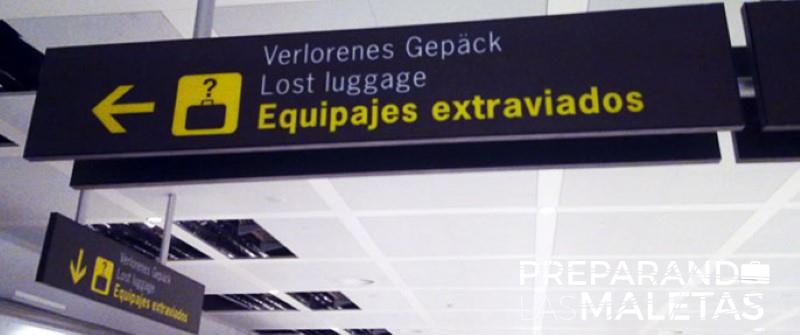 Verlorenes Gepäck
Lost luggage
Equipajes extraviados
?
Verlorenes Gepäck
Lost luggage
Equipajes extraviados
PREPARANDO
LAS MALETAS